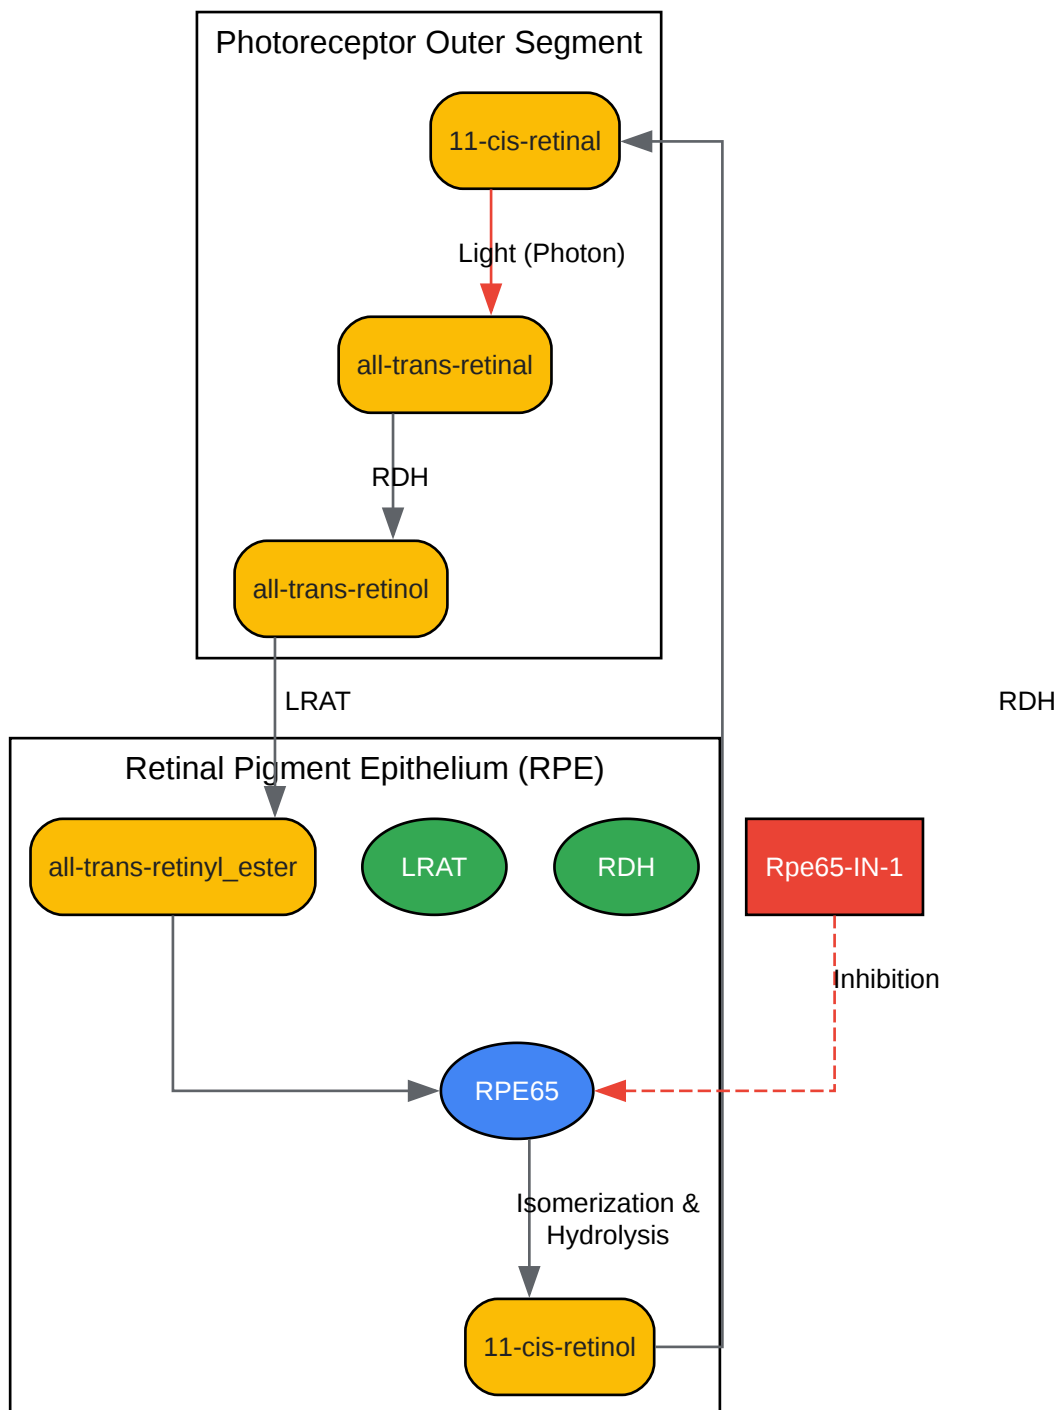 Photoreceptor Outer Segment
11-cis-retinal
Light (Photon)
all-trans-retinal
RDH
all-trans-retinol
LRAT
RDH
Retinal Pigment Epithelium (RPE)
all-trans-retinyl_ester
LRAT
RDH
Rpe65-IN-1
Inhibition
RPE65
Isomerization &
Hydrolysis
11-cis-retinol